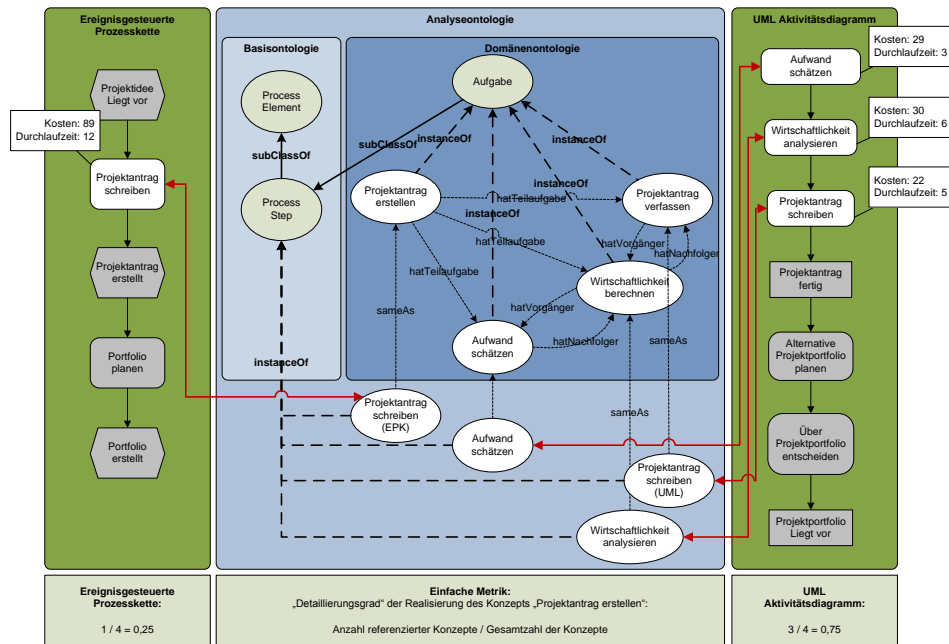 Ereignisgesteuerte
Prozesskette
Projektidee
Liegt vor
Kosten: 89
Durchlaufzeit: 12
Projektantrag
schreiben
Projektantrag
erstellt
Portfolio
planen
Portfolio
erstellt
Analyseontologie
Basisontologie
Process
Element
subClassOf
Process
Step
instanceOf
Domänenontologie
Aufgabe
subClassOf
instanceOf
instanceOf
Projektantrag
erstellen
hatTeilaufgabe
instanceOf
instanceOf
Projektantrag
verfassen
hatTeilaufgabe
hatVorgänger
hatNachfolger
hatTeilaufgabe
Wirtschaftlichkeit
berechnen
hatVorgänger
sameAs
Aufwand
schätzen
hatNachfolger
sameAs
Projektantrag
schreiben
(EPK)
sameAs
Aufwand
schätzen
Projektantrag
schreiben
(UML)
Wirtschaftlichkeit
analysieren
UML Aktivitätsdiagramm
Kosten: 29
Durchlaufzeit: 3
Aufwand
schätzen
Kosten: 30
Durchlaufzeit: 6
Wirtschaftlichkeit
analysieren
Kosten: 22
Durchlaufzeit: 5
Projektantrag
schreiben
Projektantrag
fertig
Alternative
Projektportfolio
planen
Über
Projektportfolio
entscheiden
Projektportfolio
Liegt vor
Ereignisgesteuerte
Prozesskette:
1 / 4 = 0,25
Einfache Metrik:
„Detaillierungsgrad“ der Realisierung des Konzepts „Projektantrag erstellen“:
Anzahl referenzierter Konzepte / Gesamtzahl der Konzepte
UML
Aktivitätsdiagramm:
3 / 4 = 0,75